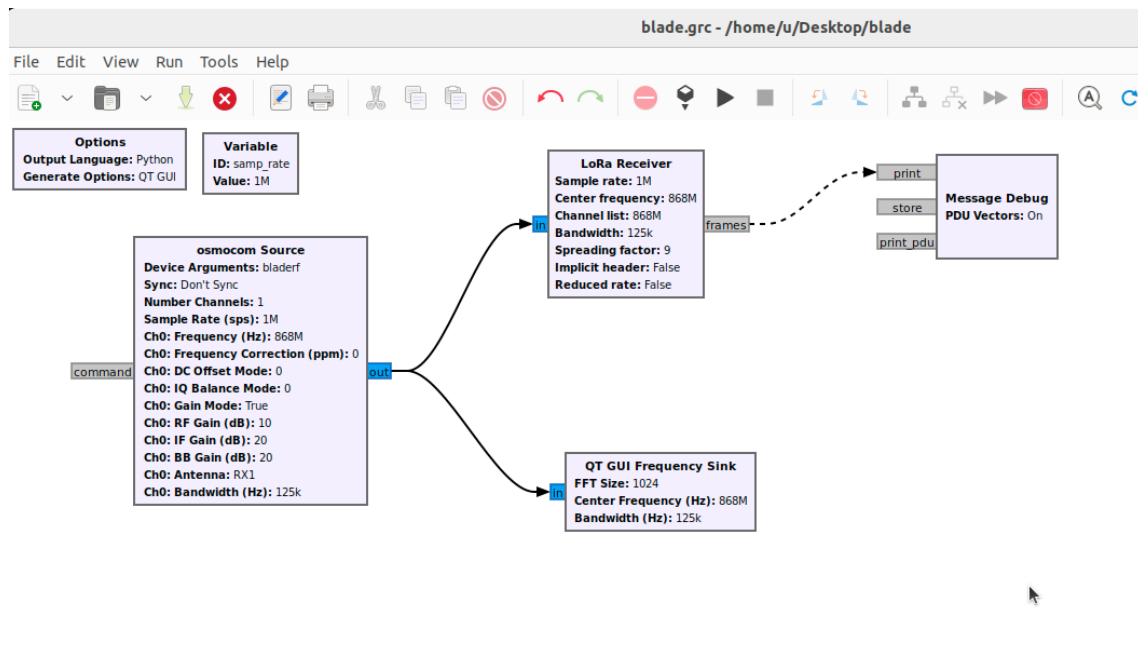 blade.grc - /home/u/Desktop/blade
File Edit View Run Tools Help
Options
Output Language: Python
Generate Options: QT GUI
Variable
ID: samp_rate
Value: 1M
osmocom Source
Device Arguments: bladerf
Sync: Don't Sync
Number Channels: 1
Sample Rate (sps): 1M
Ch0: Frequency (Hz): 868M
Ch0: Frequency Correction (ppm): 0
Ch0: DC Offset Mode: 0
Ch0: IQ Balance Mode: 0
Ch0: Gain Mode: True
Ch0: RF Gain (dB): 10
Ch0: IF Gain (dB): 20
Ch0: BB Gain (dB): 20
Ch0: Antenna: RX1
Ch0: Bandwidth (Hz): 125k
command
out
LoRa Receiver
Sample rate: 1M
Center frequency: 868M
Channel list: 868M
Bandwidth: 125k
Spreading factor: 9
Implicit header: False
Reduced rate: False
in
frames
print
store
print_pdu
Message Debug
PDU Vectors: On
in
QT GUI Frequency Sink
FFT Size: 1024
Center Frequency (Hz): 868M
Bandwidth (Hz): 125k